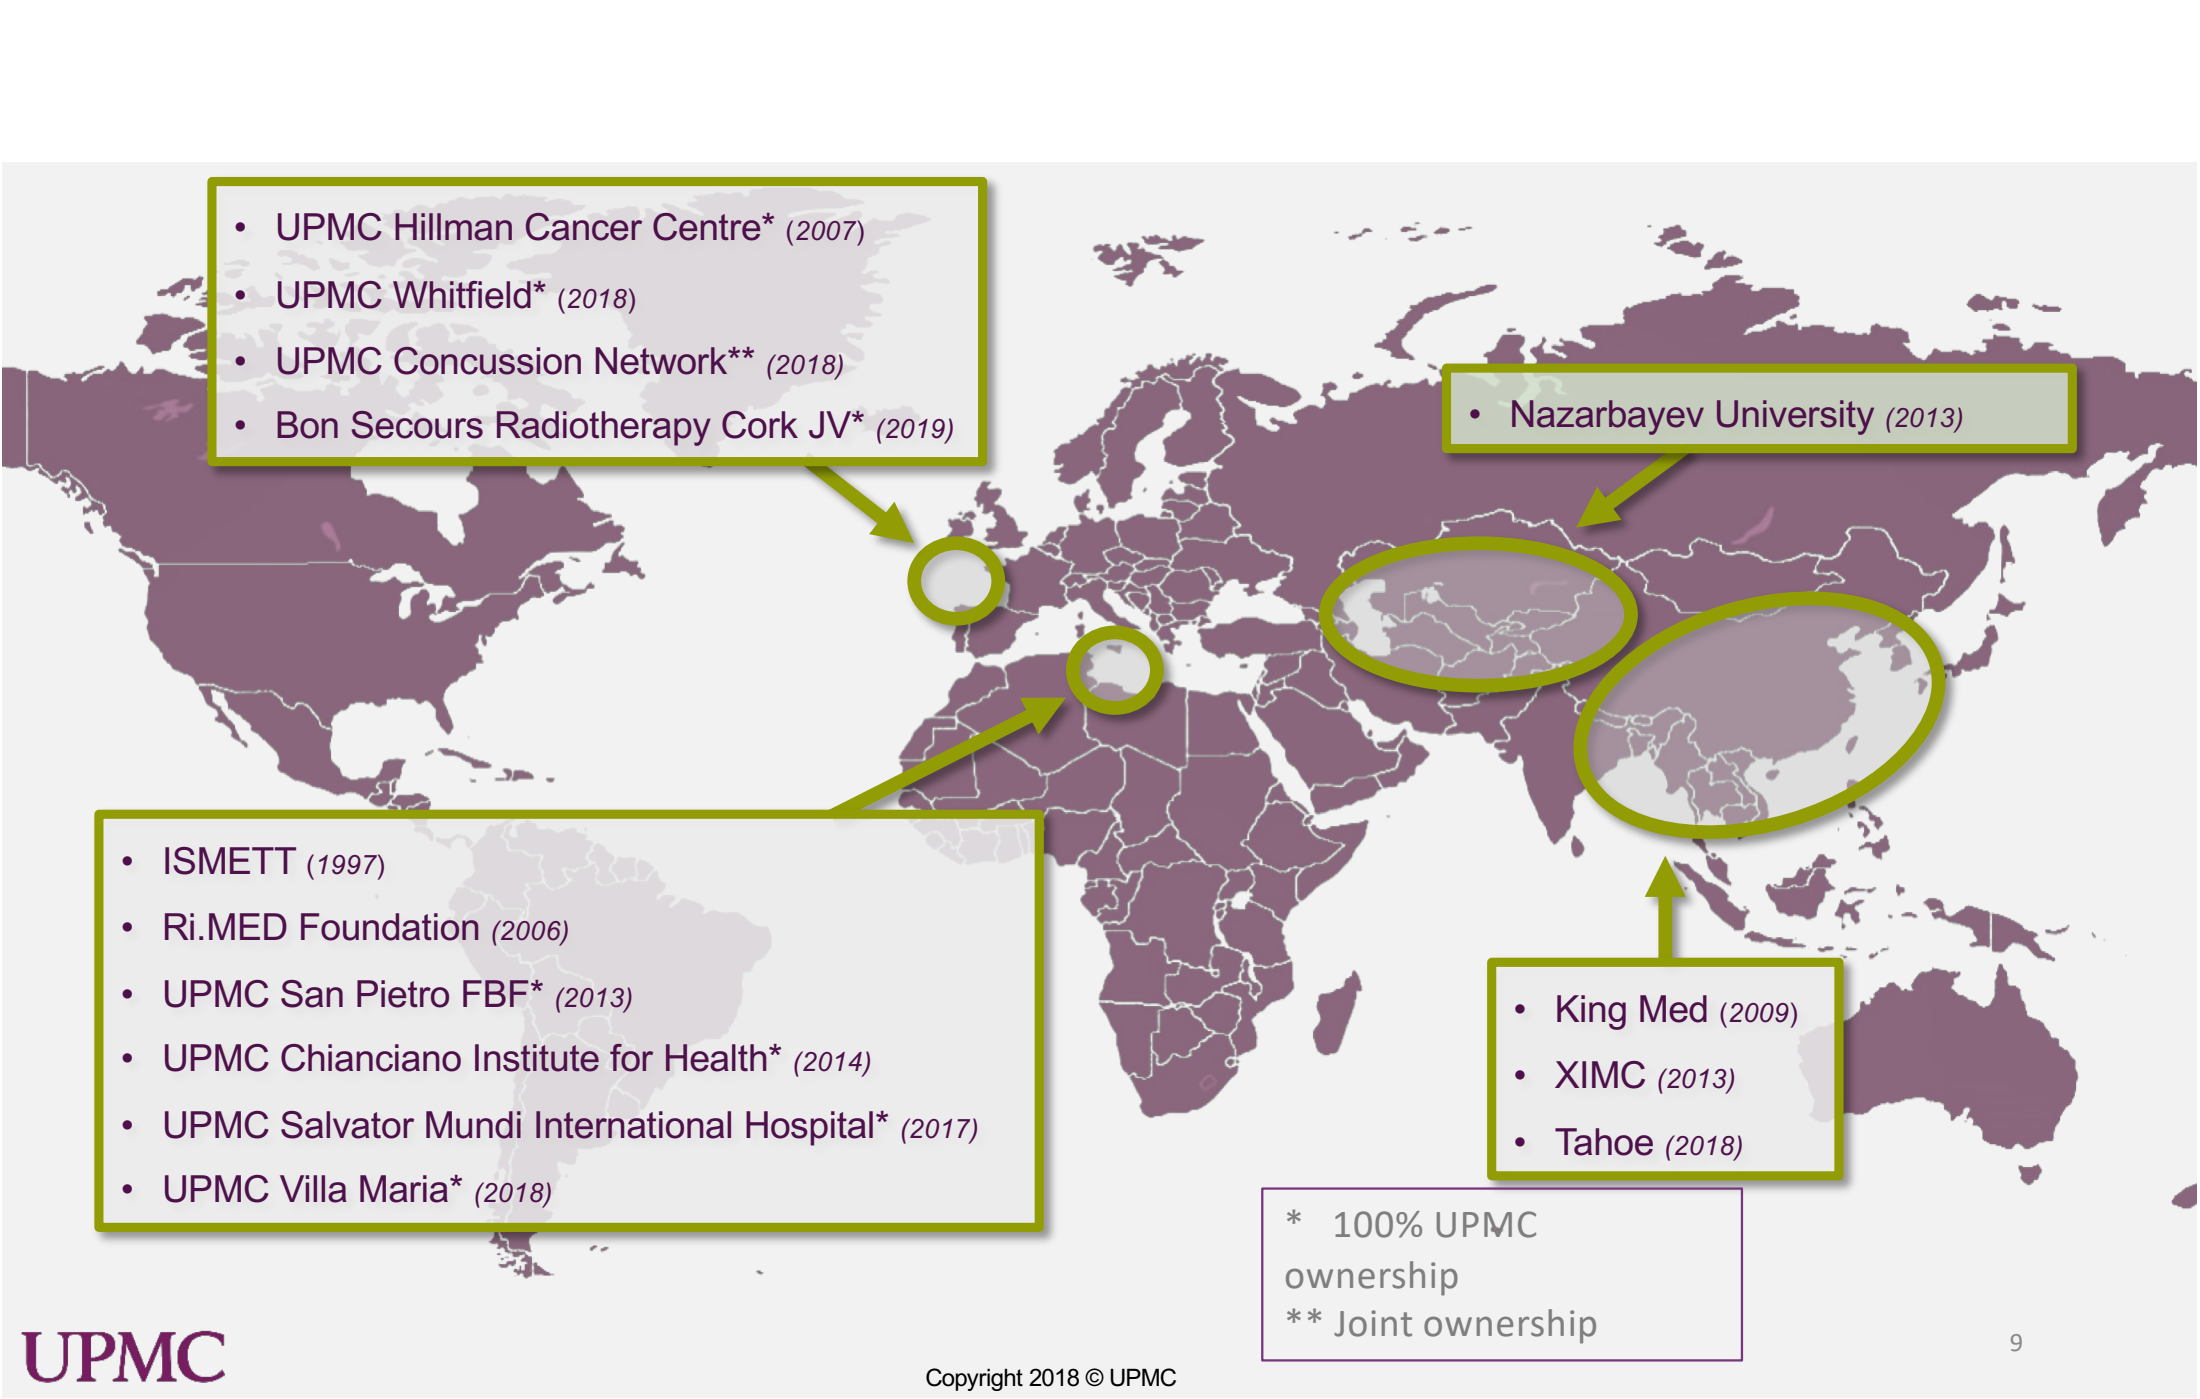 • UPMC Hillman Cancer Centre* (2007)
• UPMC Whitfield* (2018)
• UPMC Concussion Network** (2018)
• Bon Secours Radiotherapy Cork JV* (2019)
• Nazarbayev University (2013)
• ISMETT (1997)
• Ri.MED Foundation (2006)
• UPMC San Pietro FBF* (2013)
• UPMC Chianciano Institute for Health* (2014)
• UPMC Salvator Mundi International Hospital* (2017)
• UPMC Villa Maria* (2018)
• King Med (2009)
• XIMC (2013)
• Tahoe (2018)
* 100% UPMC
ownership
** Joint ownership
UPMC
Copyright 2018 © UPMC
9